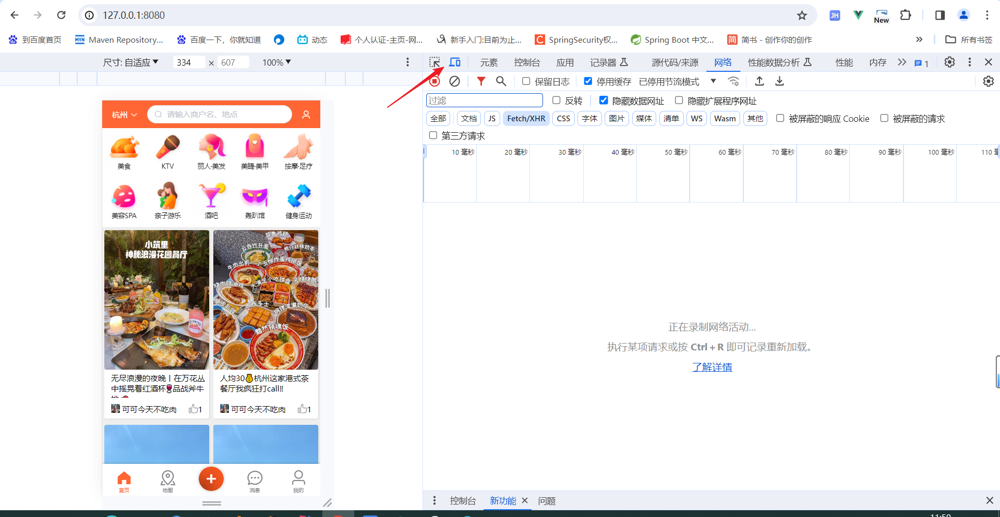 127.0.0.1:8080
New
到百度首页
Maven Repository...
百度一下，你就知道
动态
个人认证-主页-网...
新手入门:目前为止...
SpringSecurity权...
Spring Boot 中文...
简书 - 创作你的创作
»
所有书签
尺寸: 自适应▼ 334 × 607 100%▼
元素 控制台 应用 记录器 源代码/来源 网络 性能数据分析 性能 内存 » 1
保留日志 停用缓存 已停用节流模式 ▼
过滤 反转 隐藏数据网址 隐藏扩展程序网址
全部 文档 JS Fetch/XHR CSS 字体 图片 媒体 清单 WS Wasm 其他 被屏蔽的响应 Cookie 被屏蔽的请求
第三方请求
10 毫秒 20 毫秒 30 毫秒 40 毫秒 50 毫秒 60 毫秒 70 毫秒 80 毫秒 90 毫秒 100 毫秒 110
正在录制网络活动...
执行某项请求或按 Ctrl + R 即可记录重新加载。
了解详情
杭州 请输入商户名、地点
美食 KTV 丽人·美发 美睫·美甲 按摩·足疗
美容SPA 亲子游乐 酒吧 轰趴馆 健身运动
小筑里
神秘浪漫花园餐厅
无尽浪漫的夜晚丨在万花丛
中摇晃着红酒杯🍷品战斧牛
可可今天不吃肉 1
人均30💰杭州这家港式茶
餐厅我疯狂打call‼
可可今天不吃肉 1
黯然销魂饭
首页 地图 消息 我的
控制台 新功能 问题
11:50